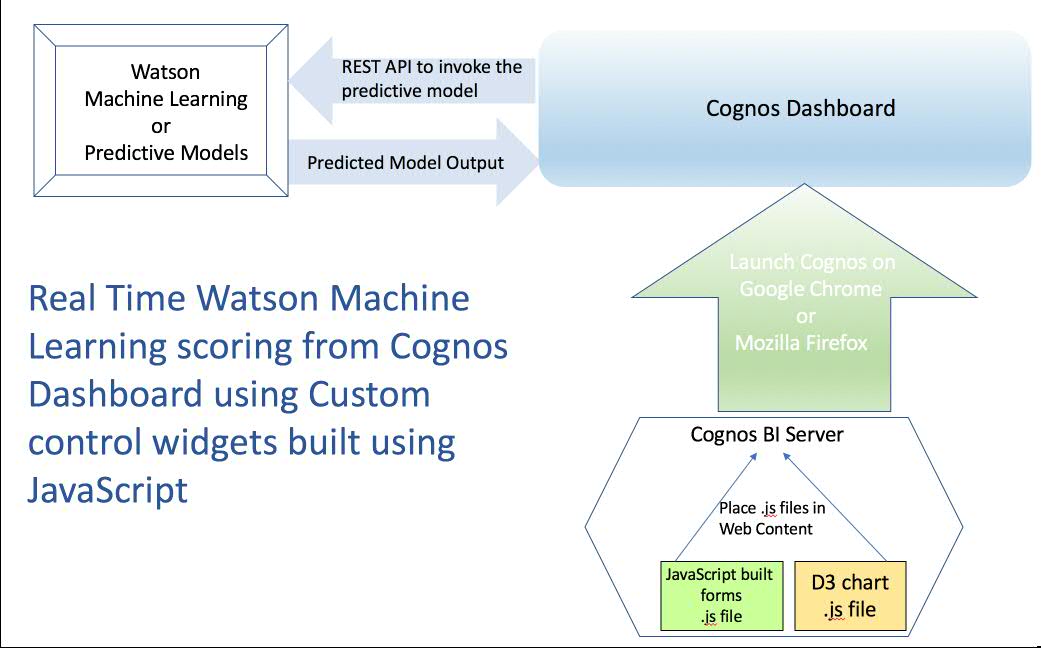 Watson
Machine Learning
or
Predictive Models
REST API to invoke the
predictive model
Predicted Model Output
Cognos Dashboard
Launch Cognos on
Google Chrome
or
Mozilla Firefox
Real Time Watson Machine
Learning scoring from Cognos
Dashboard using Custom
control widgets built using
JavaScript
Cognos BI Server
Place .js files in
Web Content
JavaScript built
forms
.js file
D3 chart
.js file